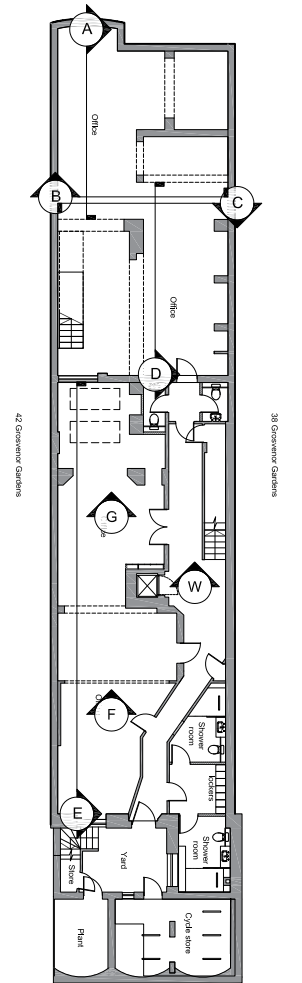 A
Office
B
C
Office
D
42 Grosvenor Gardens
38 Grosvenor Gardens
G
W
F
Shower
room
lockers
E
Yard
Shower
room
Store
Plant
Cycle store